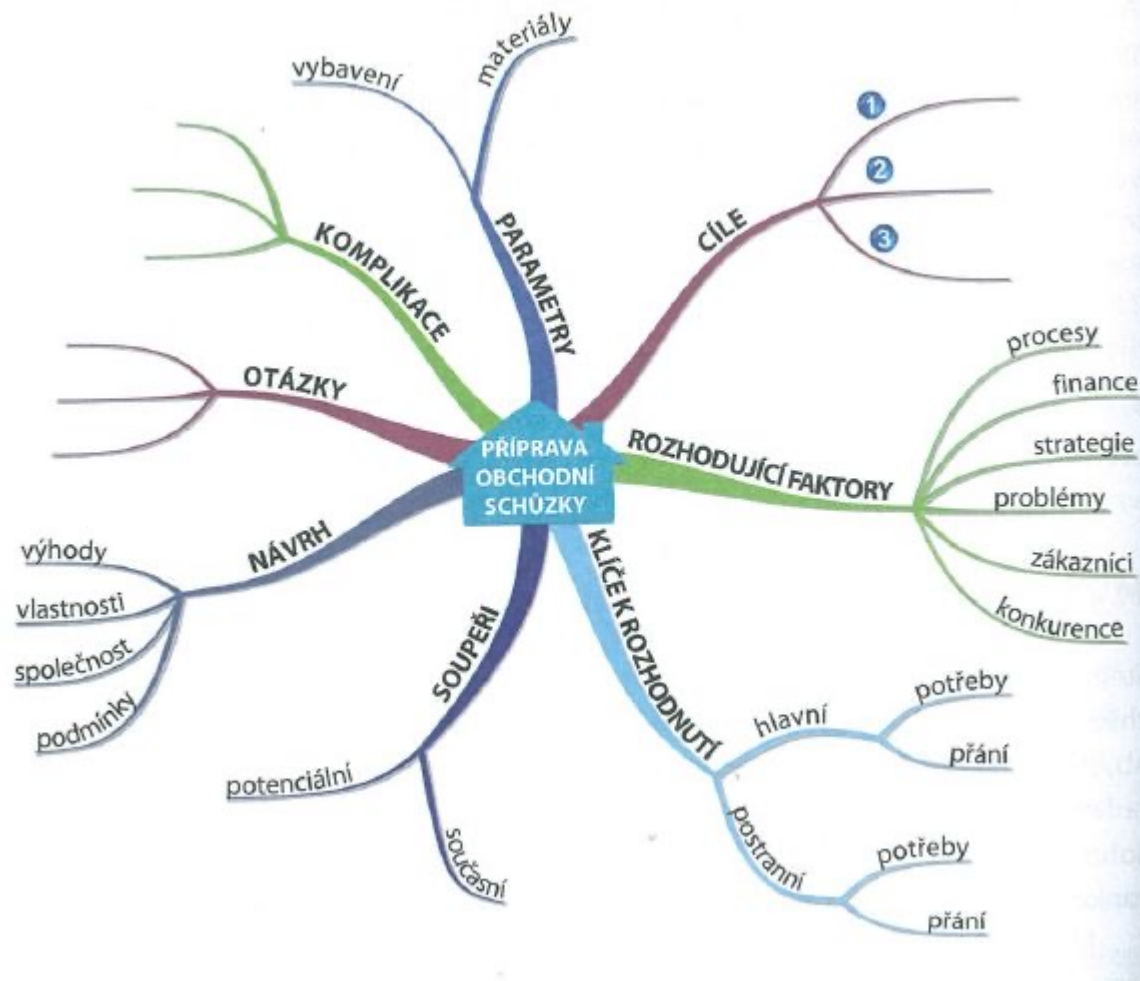 PŘÍPRAVA
OBCHODNÍ
SCHŮZKY
CÍLE
1
2
3
ROZHODUJÍCÍ FAKTORY
procesy
finance
strategie
problémy
zákazníci
konkurence
KLÍČE K ROZHODNUTÍ
hlavní
potřeby
přání
postranní
potřeby
přání
SOUPEŘI
současní
potenciální
NÁVRH
výhody
vlastnosti
společnost
podmínky
OTÁZKY
KOMPLIKACE
PARAMETRY
vybavení
materiály